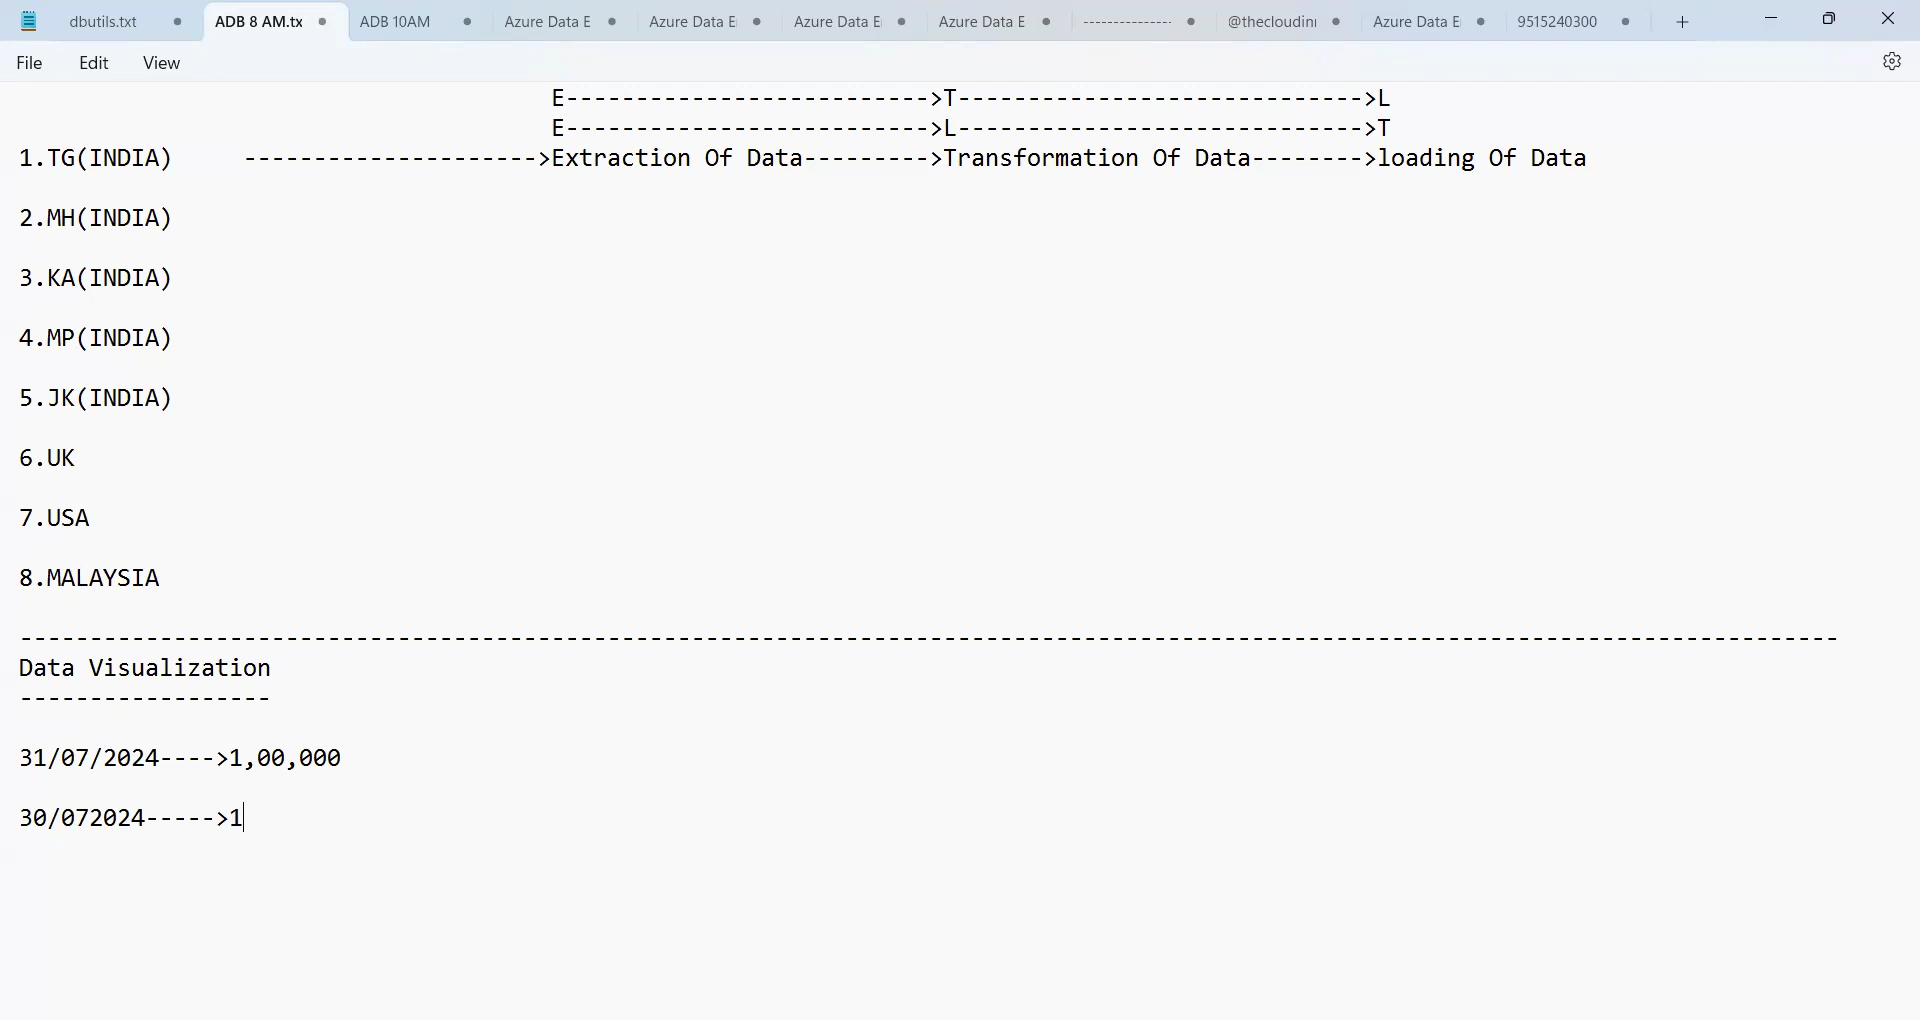 dbutils.txt ADB 8 AM.tx ADB 10AM Azure Data E Azure Data E Azure Data E Azure Data E --------------- @thecloudin Azure Data E 9515240300
File Edit View
E-------------------------->T----------------------------->L
E-------------------------->L----------------------------->T
1.TG(INDIA) --------------------->Extraction Of Data--------->Transformation Of Data-------->loading Of Data
2.MH(INDIA)
3.KA(INDIA)
4.MP(INDIA)
5.JK(INDIA)
6.UK
7.USA
8.MALAYSIA
----------------------------------------------------------------------------------------------------------------------------------
Data Visualization
------------------
31/07/2024---->1,00,000
30/072024----->1